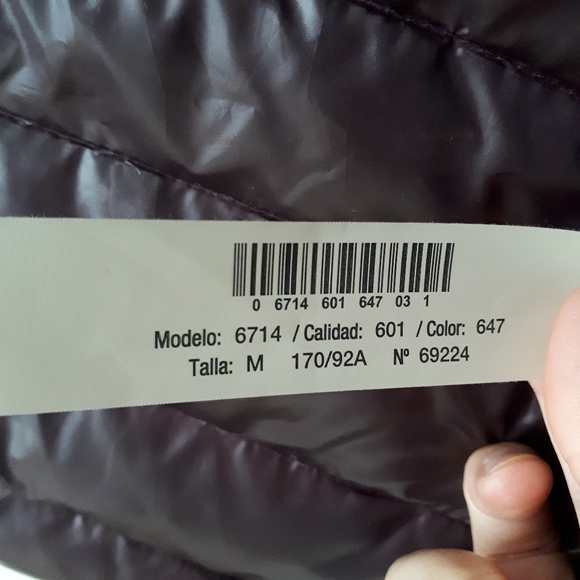 0 6714 601 647 03 1
Modelo: 6714 / Calidad: 601 / Color: 647
Talla: M 170/92A Nº 69224